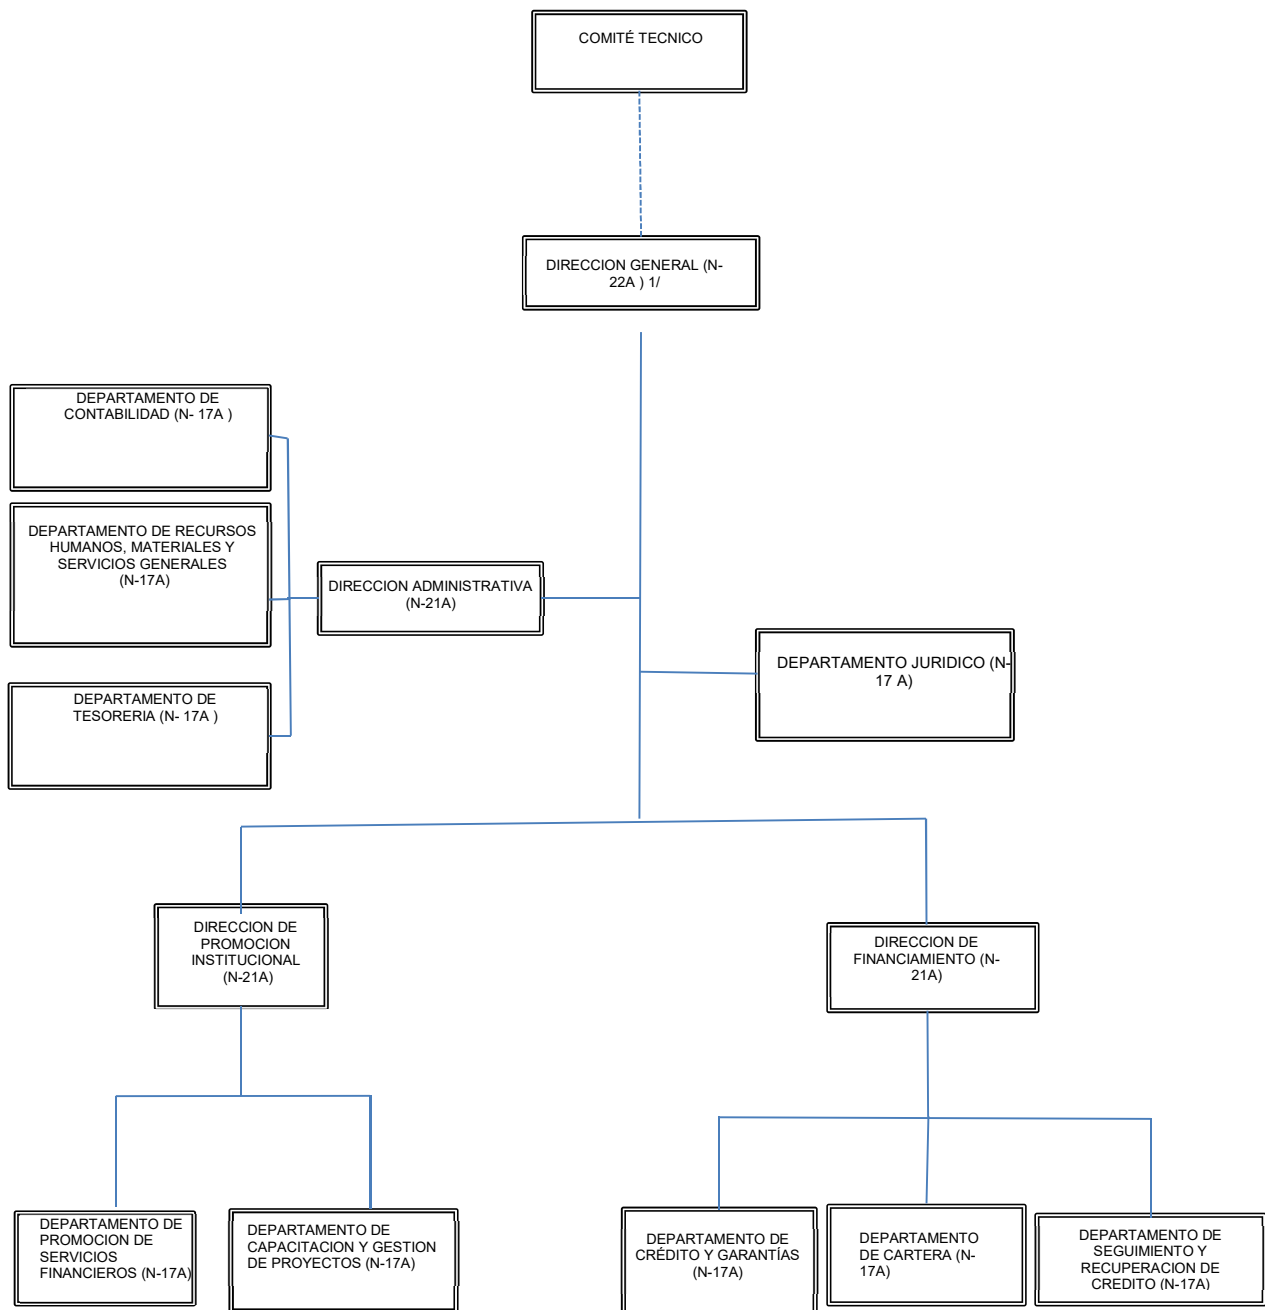 COMITÉ TECNICO
DIRECCION GENERAL (N-
22A ) 1/
DEPARTAMENTO DE
CONTABILIDAD (N- 17A )
DEPARTAMENTO DE RECURSOS
HUMANOS, MATERIALES Y
SERVICIOS GENERALES
(N-17A)
DIRECCION ADMINISTRATIVA
(N-21A)
DEPARTAMENTO JURIDICO (N-
17 A)
DEPARTAMENTO DE
TESORERIA (N- 17A )
DIRECCION DE
PROMOCION
INSTITUCIONAL
(N-21A)
DIRECCION DE
FINANCIAMIENTO (N-
21A)
DEPARTAMENTO DE
PROMOCION DE
SERVICIOS
FINANCIEROS (N-17A)
DEPARTAMENTO DE
CAPACITACION Y GESTION
DE PROYECTOS (N-17A)
DEPARTAMENTO DE
CRÉDITO Y GARANTÍAS
(N-17A)
DEPARTAMENTO
DE CARTERA (N-
17A)
DEPARTAMENTO DE
SEGUIMIENTO Y
RECUPERACION DE
CREDITO (N-17A)